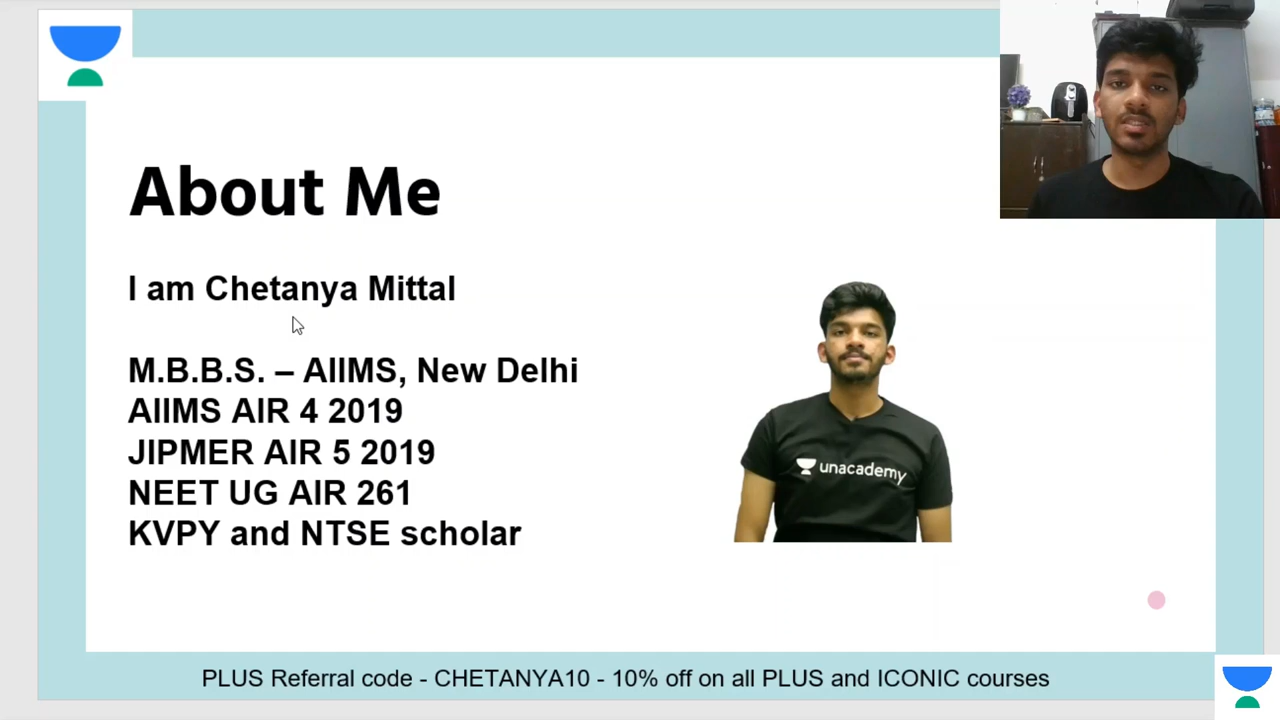 About Me
I am Chetanya Mittal
M.B.B.S. – AIIMS, New Delhi
AIIMS AIR 4 2019
JIPMER AIR 5 2019
NEET UG AIR 261
KVPY and NTSE scholar
unacademy
PLUS Referral code - CHETANYA10 - 10% off on all PLUS and ICONIC courses